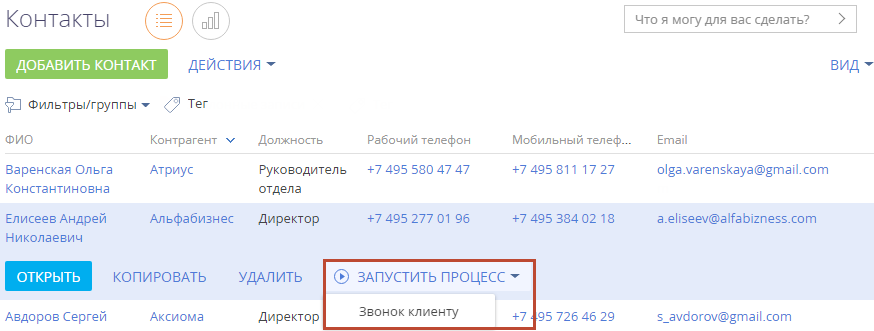 Контакты
Что я могу для вас сделать?
ДОБАВИТЬ КОНТАКТ ДЕЙСТВИЯ ВИД
Фильтры/группы Тег
ФИО Контрагент Должность Рабочий телефон Мобильный телеф... Email
Варенская Ольга Атриус Руководитель +7 495 580 47 47 +7 495 811 17 27 olga.varenskaya@gmail.com
Константиновна отдела
Елисеев Андрей Альфабизнес Директор +7 495 277 01 96 +7 495 384 02 18 a.eliseev@alfabizness.com
Николаевич
ОТКРЫТЬ КОПИРОВАТЬ УДАЛИТЬ ЗАПУСТИТЬ ПРОЦЕСС
Звонок клиенту
Авдоров Сергей Аксиома Директор +7 495 726 46 29 s_avdorov@gmail.com